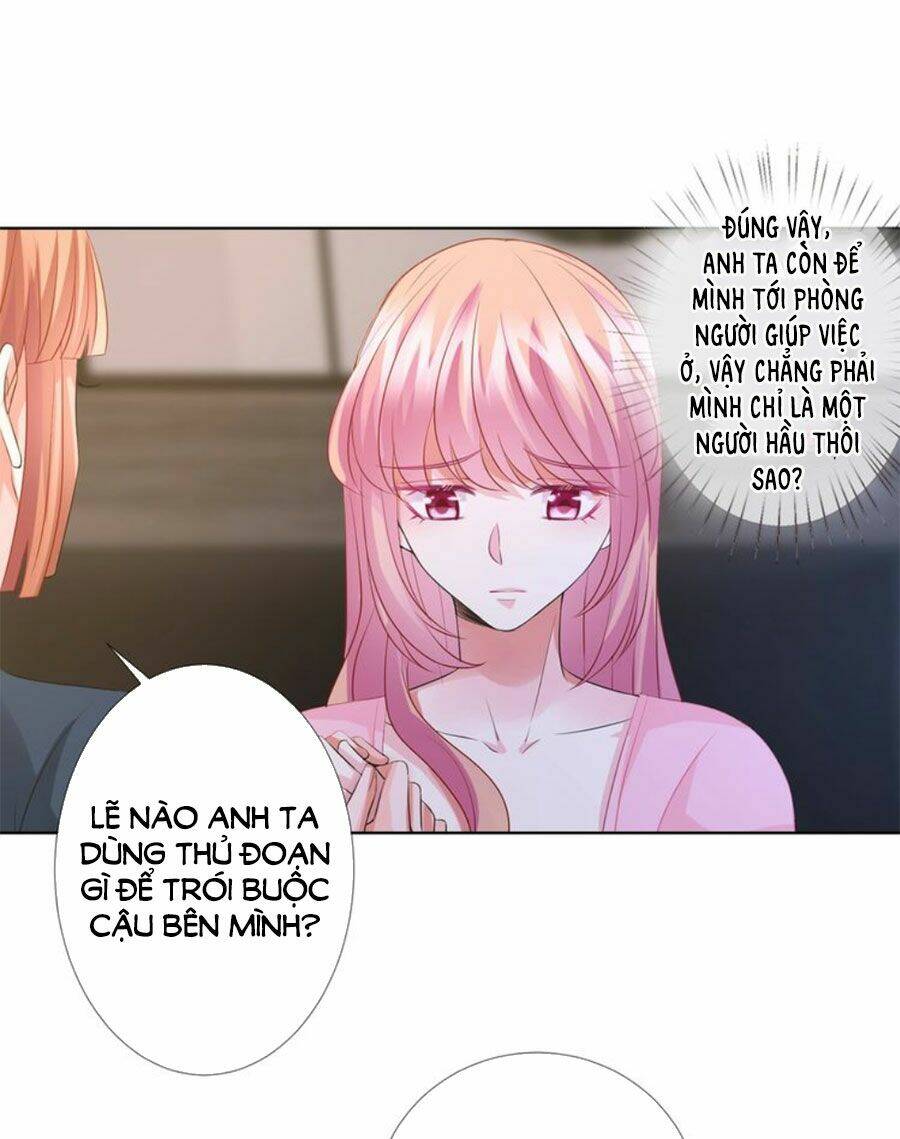 ĐÚNG VẬY,
ANH TA CÒN ĐỂ
MÌNH TỚI PHÒNG
NGƯỜI GIÚP VIỆC
Ở, VẬY CHẲNG PHẢI
MÌNH CHỈ LÀ MỘT
NGƯỜI HẦU THÔI
SAO?
LẼ NÀO ANH TA
DÙNG THỦ ĐOẠN
GÌ ĐỂ TRÓI BUỘC
CẬU BÊN MÌNH?